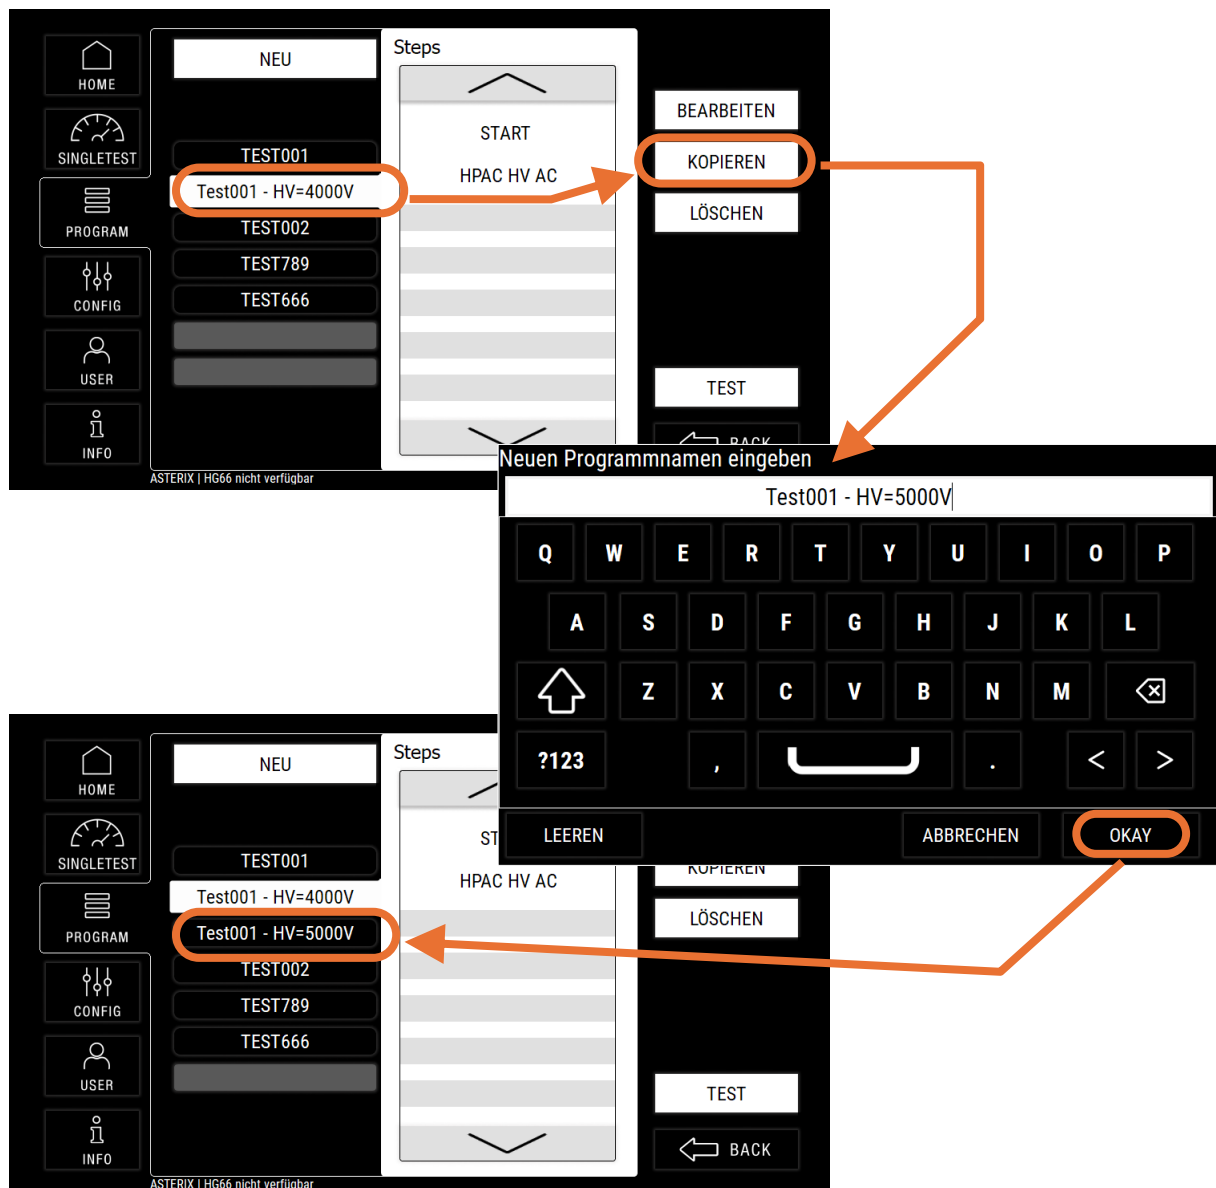 HOME
SINGLETEST
PROGRAM
CONFIG
USER
INFO
NEU
TEST001
Test001 - HV=4000V
TEST002
TEST789
TEST666
Steps
START
HPAC HV AC
BEARBEITEN
KOPIEREN
LÖSCHEN
TEST
BACK
ASTERIX | HG66 nicht verfügbar
Neuen Programmnamen eingeben
Test001 - HV=5000V
Q W E R T Y U I O P
A S D F G H J K L
Z X C V B N M
?123 , . < >
LEEREN ABBRECHEN OKAY
HOME
SINGLETEST
PROGRAM
CONFIG
USER
INFO
NEU
TEST001
Test001 - HV=4000V
Test001 - HV=5000V
TEST002
TEST789
TEST666
Steps
ST
HPAC HV AC
KOPIEREN
LÖSCHEN
TEST
BACK
ASTERIX | HG66 nicht verfügbar